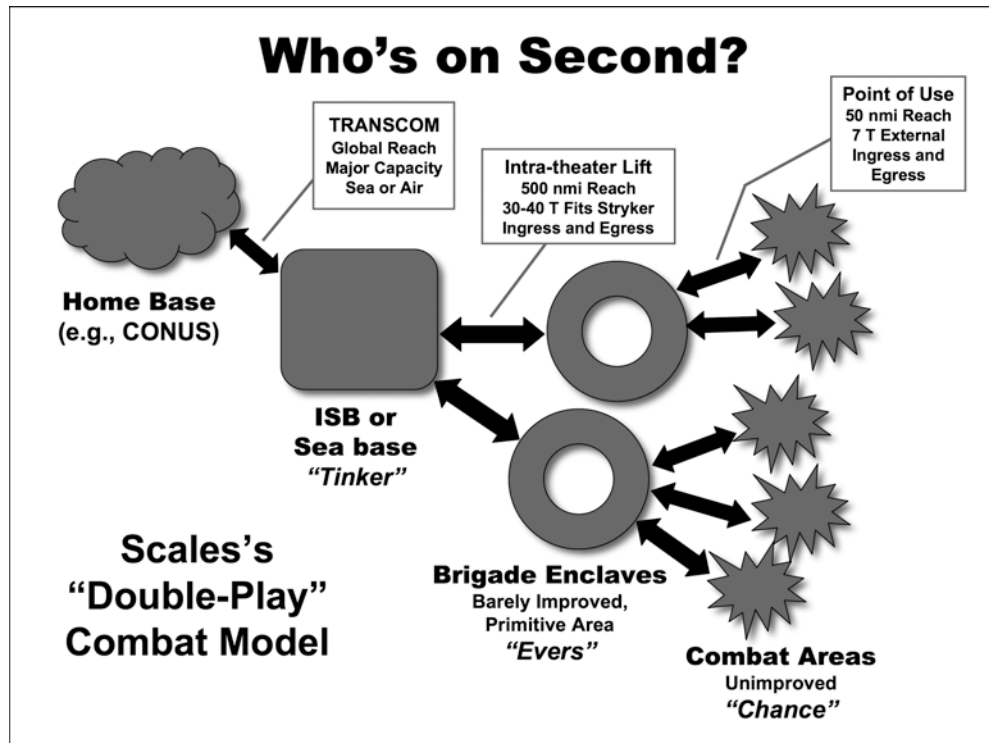 Who's on Second?
TRANSCOM
Global Reach
Major Capacity
Sea or Air
Intra-theater Lift
500 nmi Reach
30-40 T Fits Stryker
Ingress and Egress
Point of Use
50 nmi Reach
7 T External
Ingress and
Egress
Home Base
(e.g., CONUS)
ISB or
Sea base
"Tinker"
Brigade Enclaves
Barely Improved,
Primitive Area
"Evers"
Combat Areas
Unimproved
"Chance"
Scales's
"Double-Play"
Combat Model